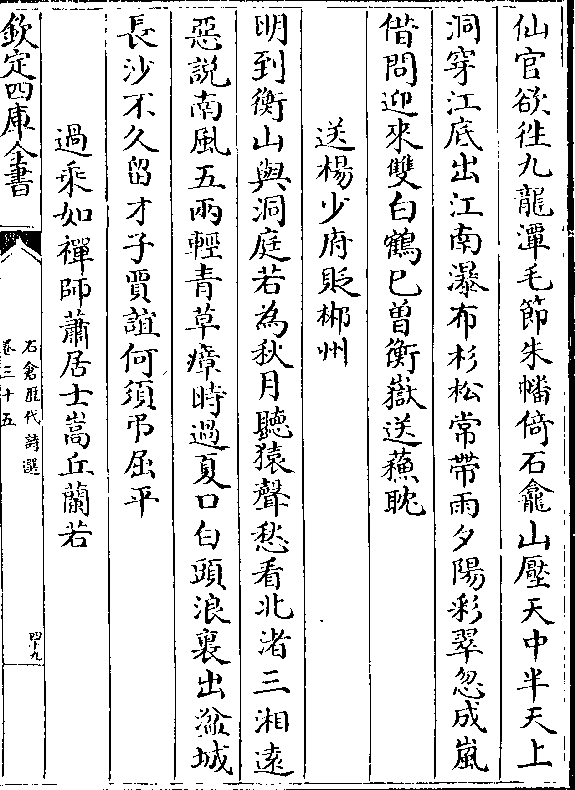 仙官欲徃九龍潭毛節朱幡倚石龕山壓天中半天上
洞穿江底出江南瀑布杉松常帶雨夕陽彩翠忽成嵐
借問迎來雙白鶴已曽衡嶽送蘓耽
送楊少府貶郴州
明到衡山與洞庭若為秋月聽猿聲愁看北渚三湘逺
惡説南風五兩輕青草瘴時過夏口白頭浪裏出湓城
長沙不久留才子賈誼何須弔屈平
過乘如禪師蕭居士嵩丘蘭若
欽定四庫全書
石倉歴代詩選
卷三十五
四十九